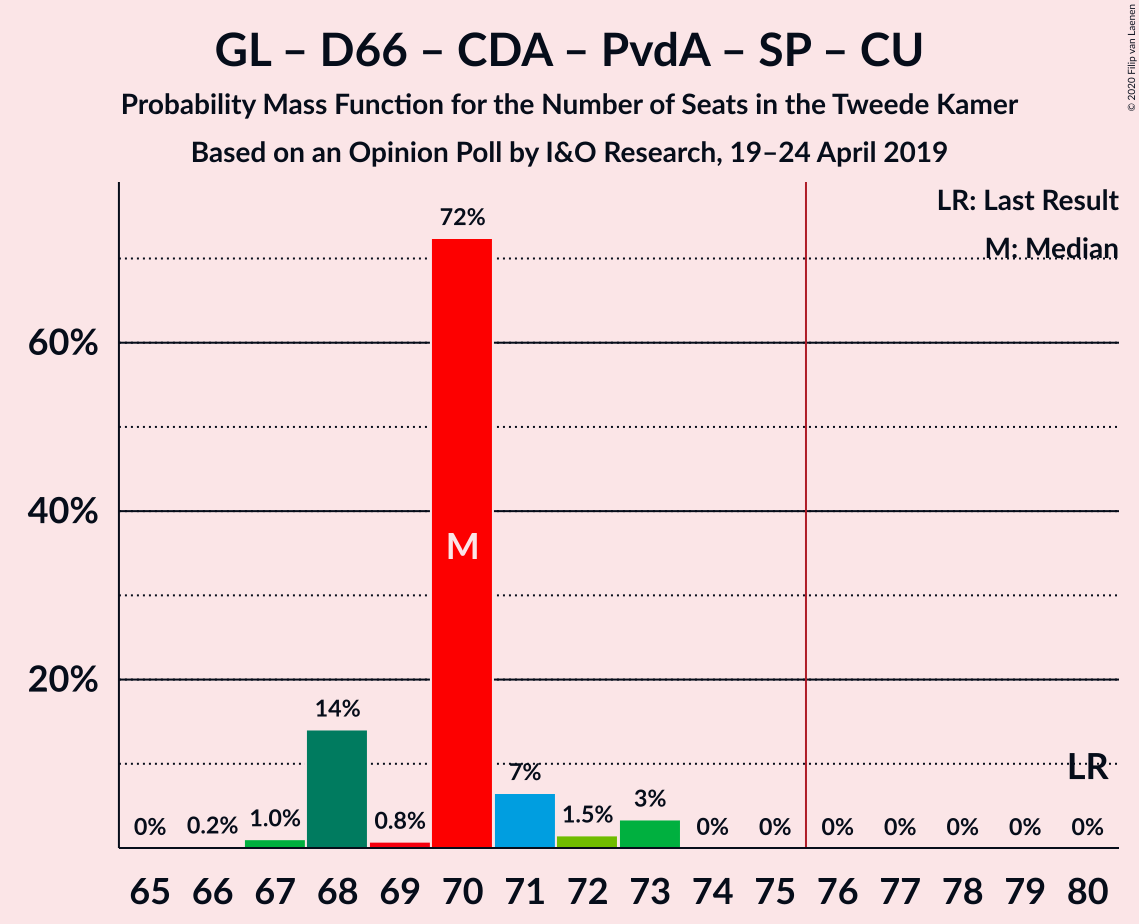 GL – D66 – CDA – PvdA – SP – CU
Probability Mass Function for the Number of Seats in the Tweede Kamer
Based on an Opinion Poll by I&O Research, 19–24 April 2019
© 2020 Filip van Laenen
LR: Last Result
M: Median
60%
40%
20%
0%
0.2%
1.0%
14%
0.8%
72%
7%
1.5%
3%
0%
0%
0%
0%
0%
0%
0%
M
LR
65 66 67 68 69 70 71 72 73 74 75 76 77 78 79 80